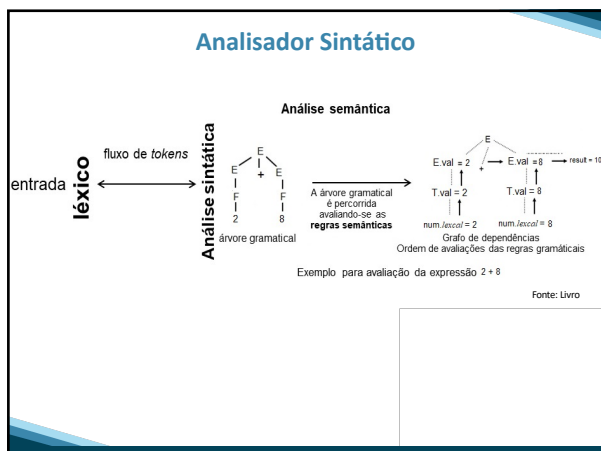 Analisador Sintático
Análise semântica
entrada
léxico
fluxo de tokens
Análise sintática
E
E + E
F F
2 8
árvore gramatical
A árvore gramatical
é percorrida
avaliando-se as
regras semânticas
E
E.val = 2 + E.val = 8 result = 10
T.val = 2 T.val = 8
num.lexcal = 2 num.lexcal = 8
Grafo de dependências
Ordem de avaliações das regras gramáticais
Exemplo para avaliação da expressão 2 + 8
Fonte: Livro